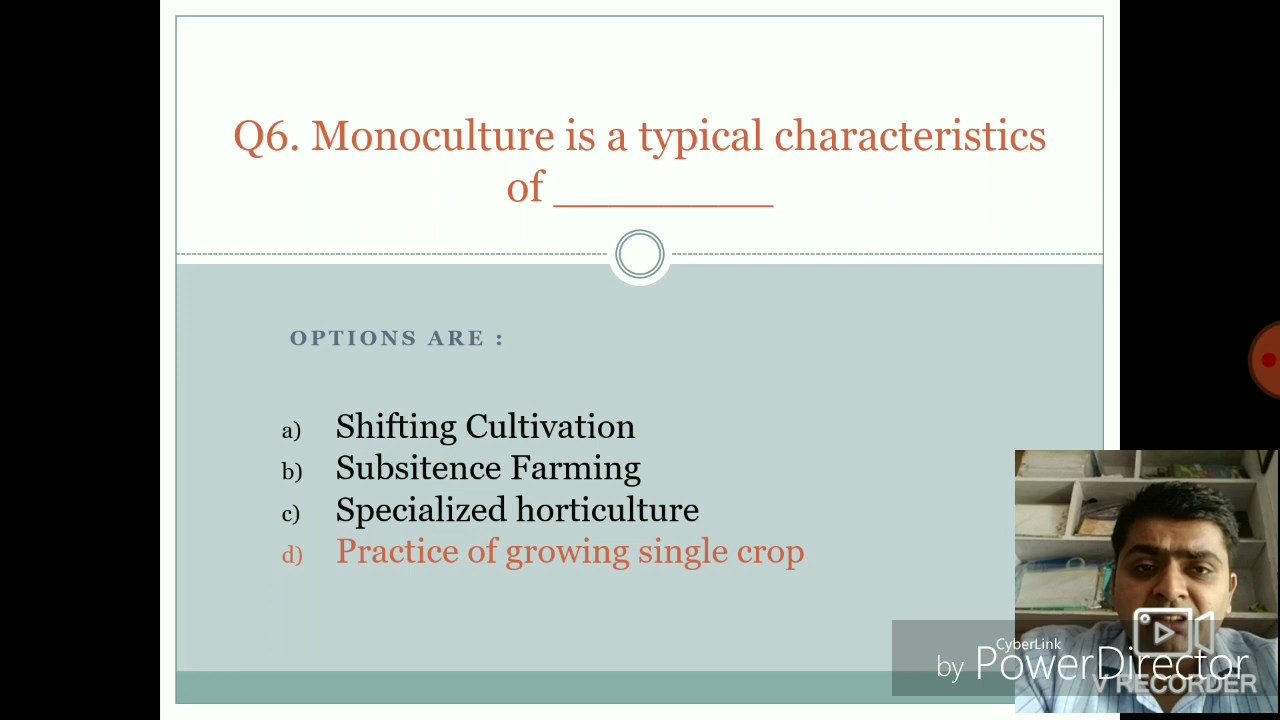 Q6. Monoculture is a typical characteristics
of __________
OPTIONS ARE :
a) Shifting Cultivation
b) Subsitence Farming
c) Specialized horticulture
d) Practice of growing single crop
CyberLink
by PowerDirector
V RECORDER